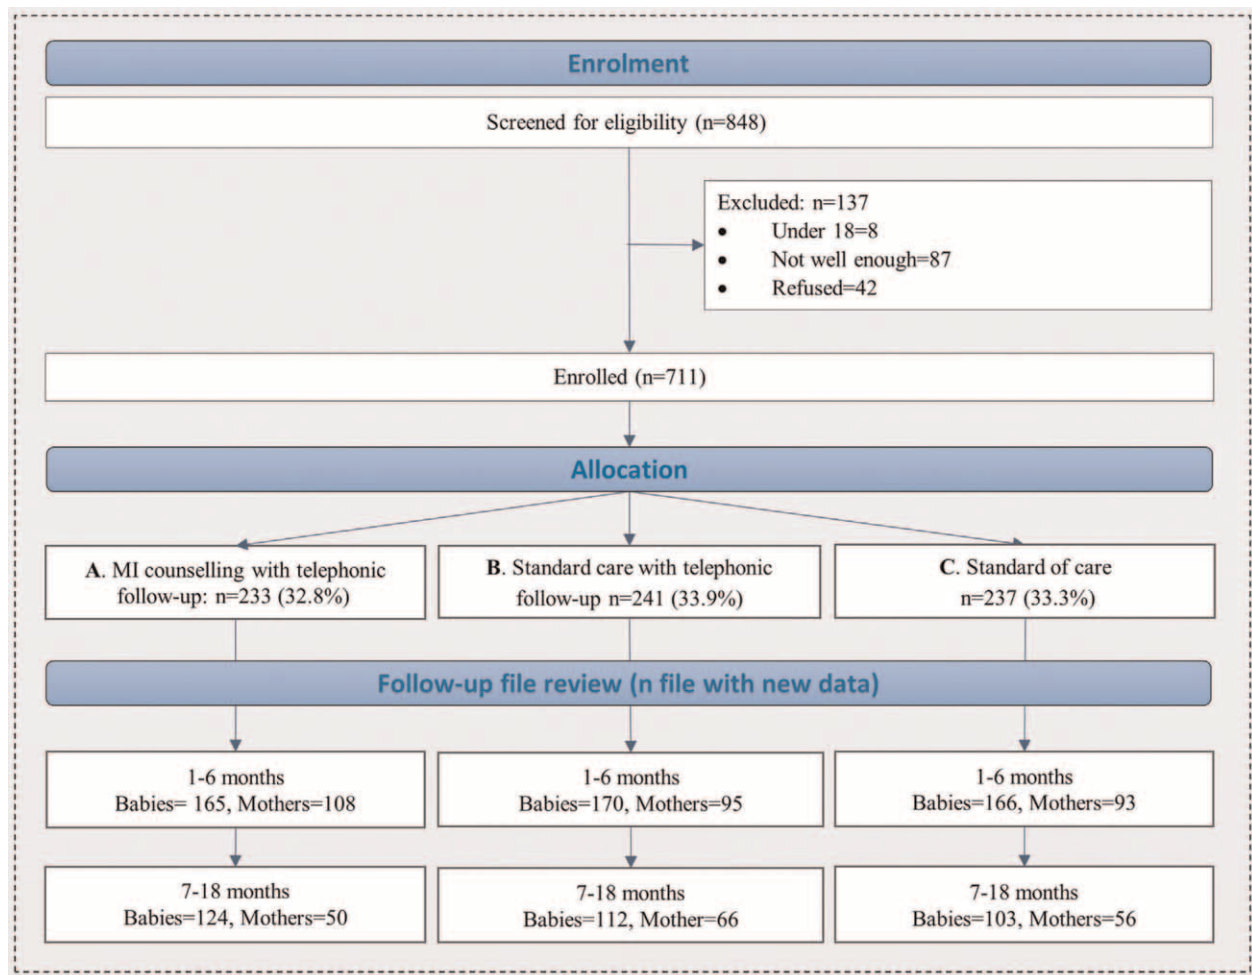 Enrolment
Screened for eligibility (n=848)
Excluded: n=137
• Under 18=8
• Not well enough=87
• Refused=42
Enrolled (n=711)
Allocation
A. MI counselling with telephonic
follow-up: n=233 (32.8%)
B. Standard care with telephonic
follow-up n=241 (33.9%)
C. Standard of care
n=237 (33.3%)
Follow-up file review (n file with new data)
1-6 months
Babies= 165, Mothers=108
1-6 months
Babies=170, Mothers=95
1-6 months
Babies=166, Mothers=93
7-18 months
Babies=124, Mothers=50
7-18 months
Babies=112, Mother=66
7-18 months
Babies=103, Mothers=56